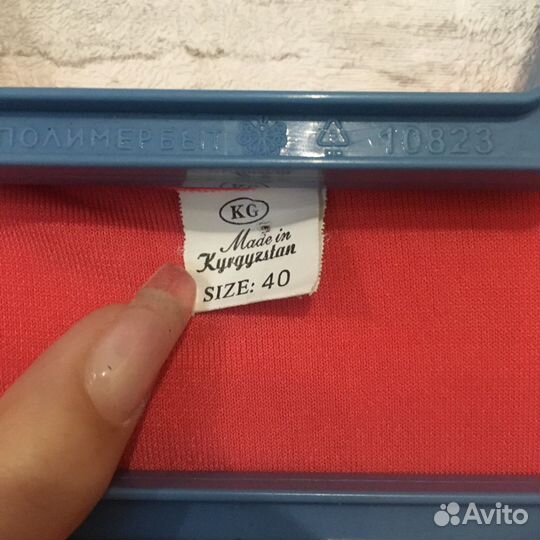 ПОЛИМЕРБЫТ 10823
KG
Made in
Kyrgyzstan
SIZE: 40
Avito